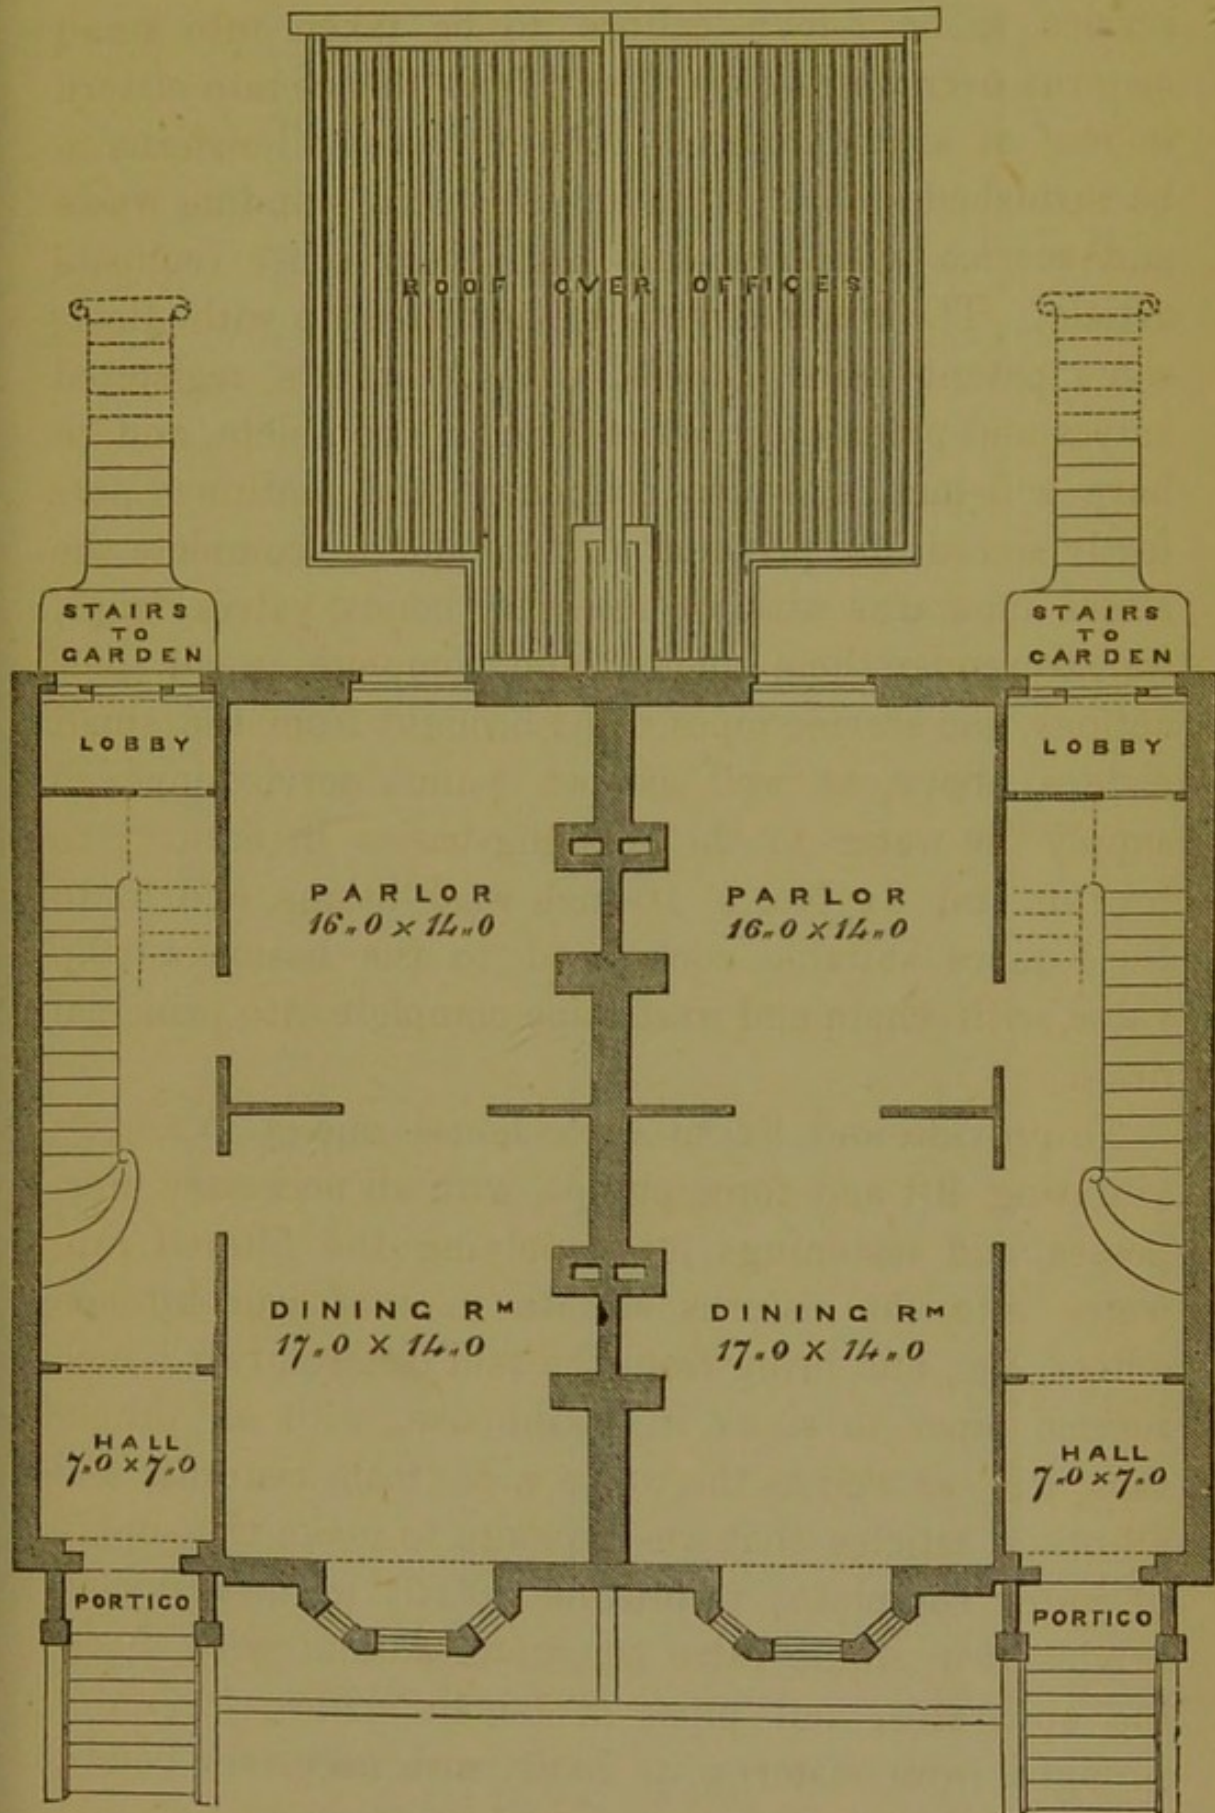 ROOF OVER OFFICES
STAIRS
TO
GARDEN
STAIRS
TO
GARDEN
LOBBY
LOBBY
PARLOR
16"0 × 14"0
PARLOR
16"0 × 14"0
DINING RM
17"0 × 14"0
DINING RM
17"0 × 14"0
HALL
7"0 × 7"0
HALL
7"0 × 7"0
PORTICO
PORTICO